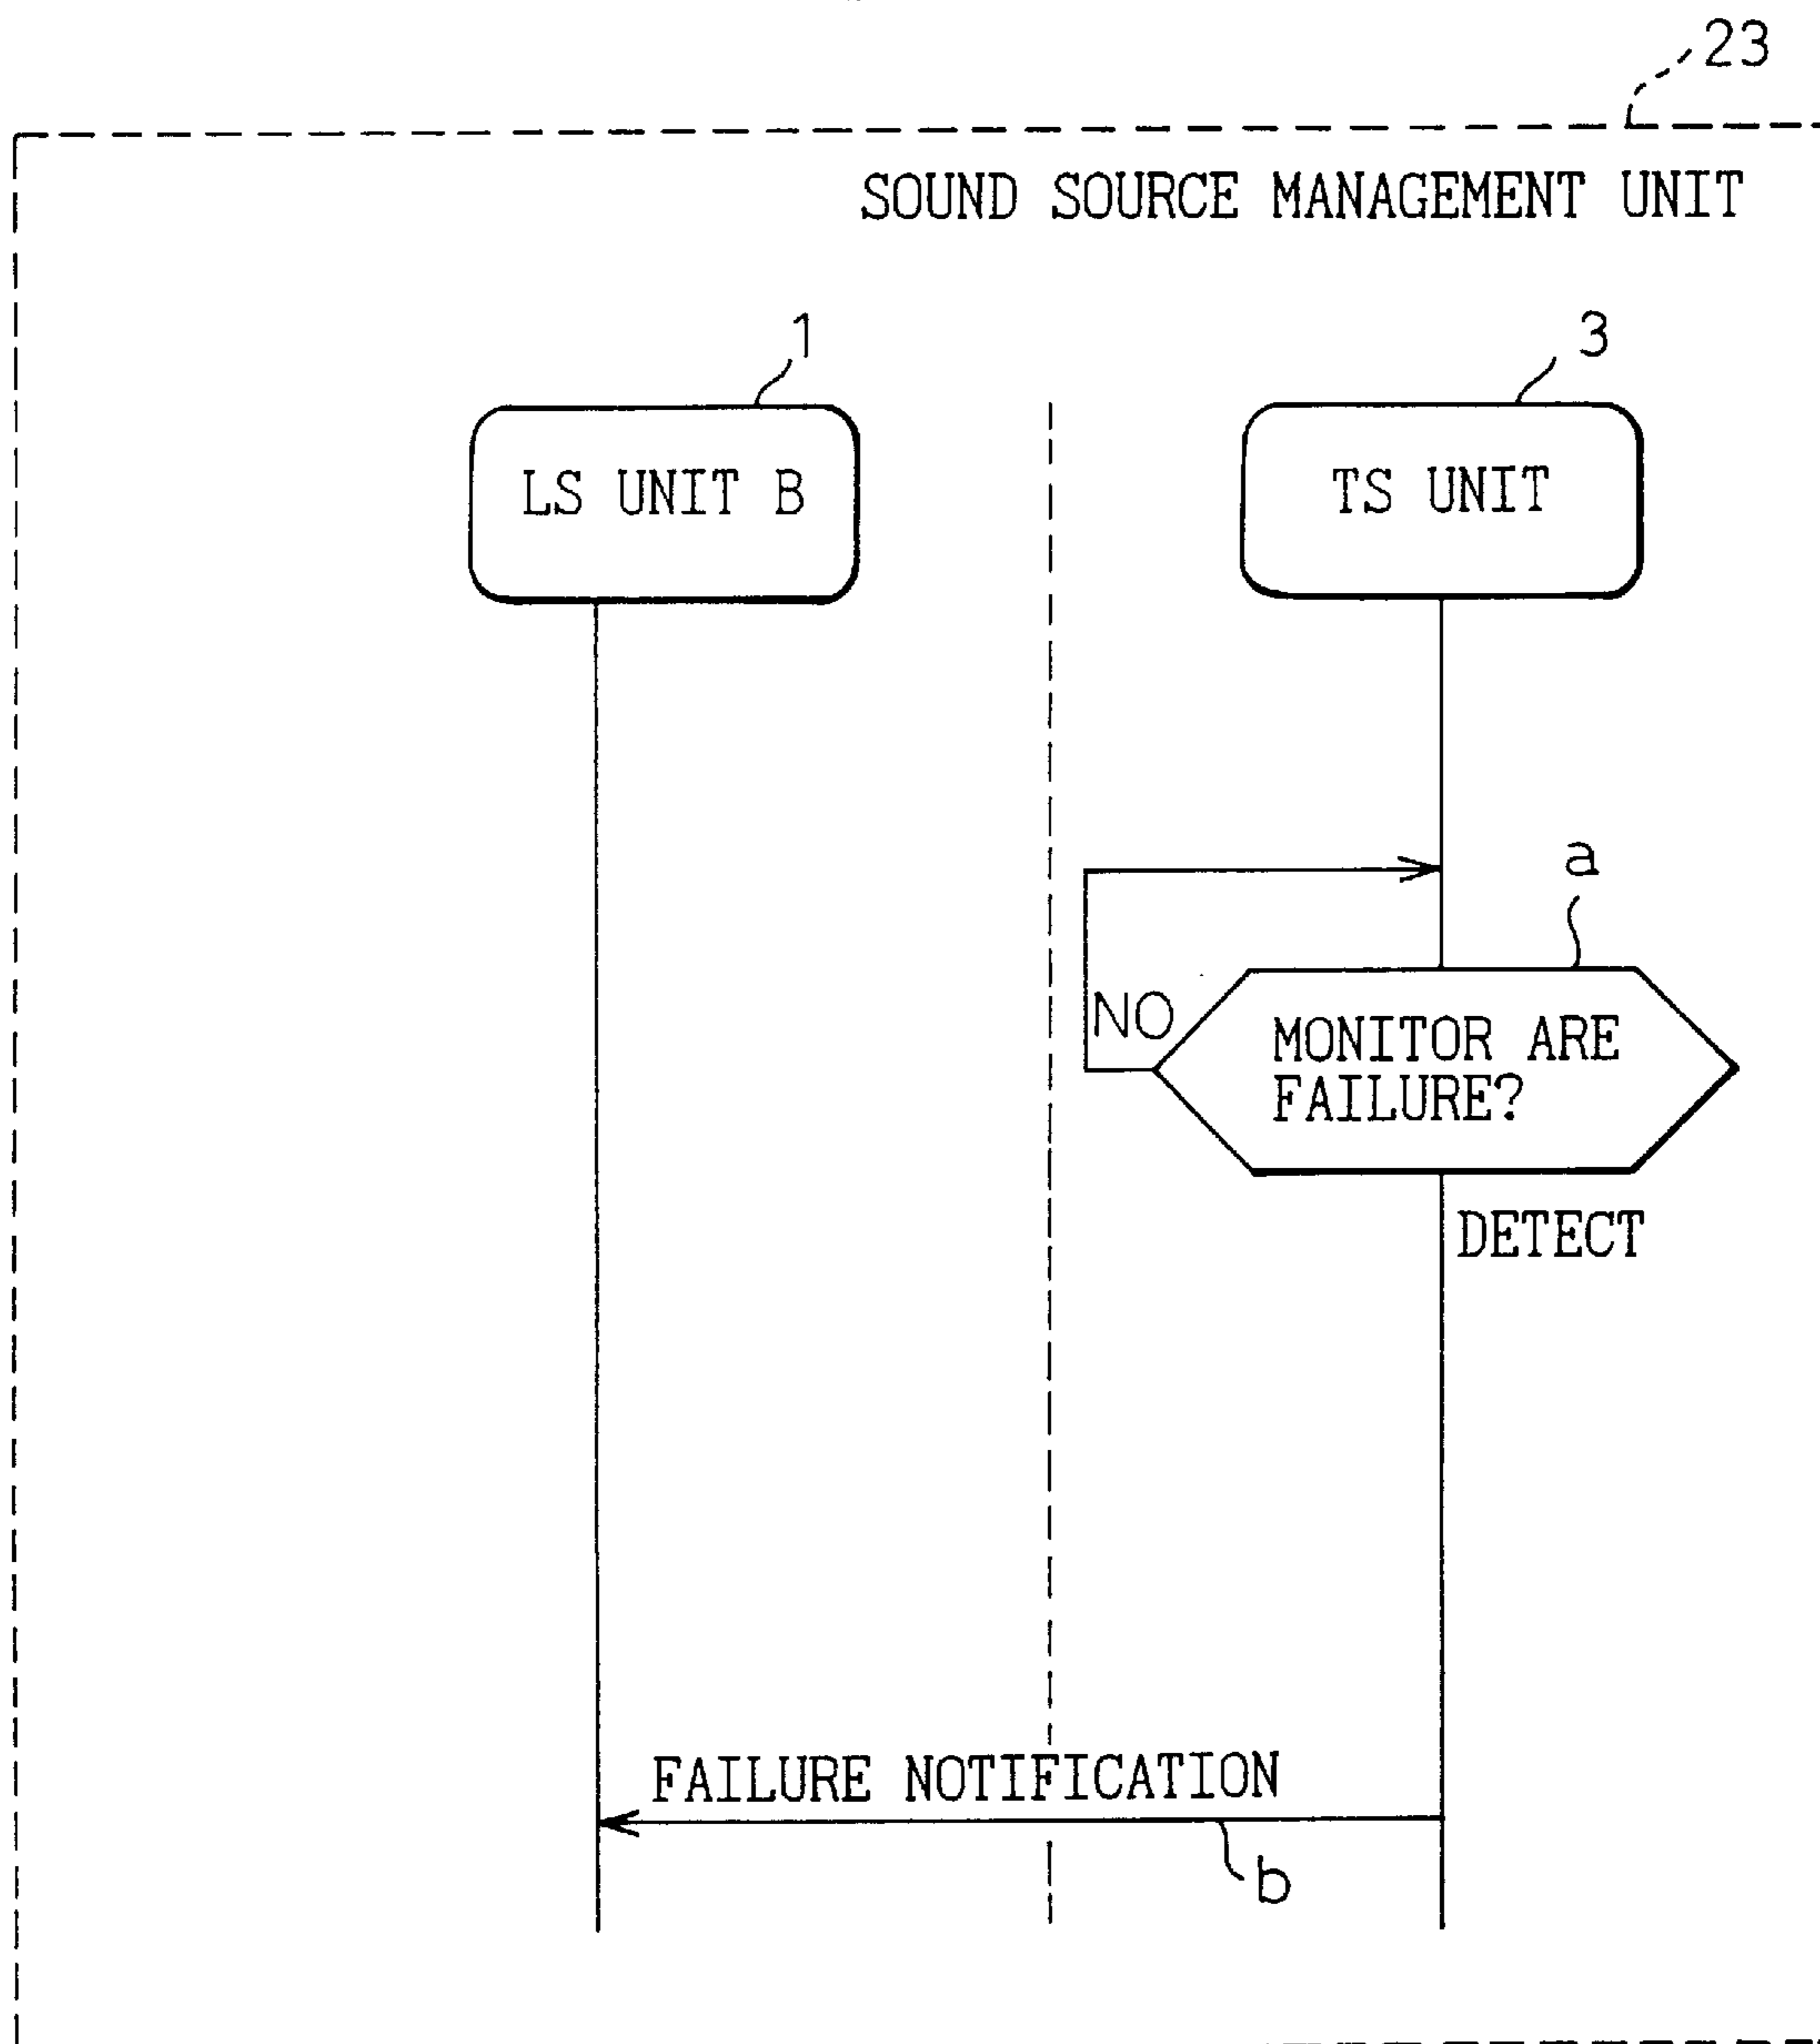 23
SOUND SOURCE MANAGEMENT UNIT
1
3
LS UNIT B
TS UNIT
a
NO
MONITOR ARE
FAILURE?
DETECT
FAILURE NOTIFICATION
b